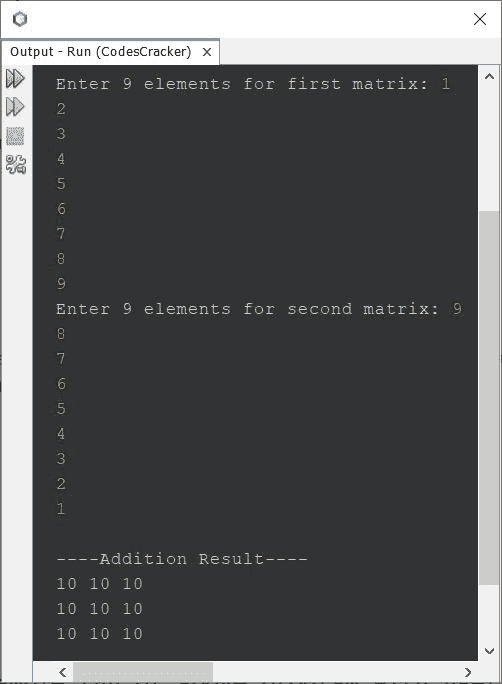 Output - Run (CodesCracker)
Enter 9 elements for first matrix: 1
2
3
4
5
6
7
8
9
Enter 9 elements for second matrix: 9
8
7
6
5
4
3
2
1
----Addition Result----
10 10 10
10 10 10
10 10 10